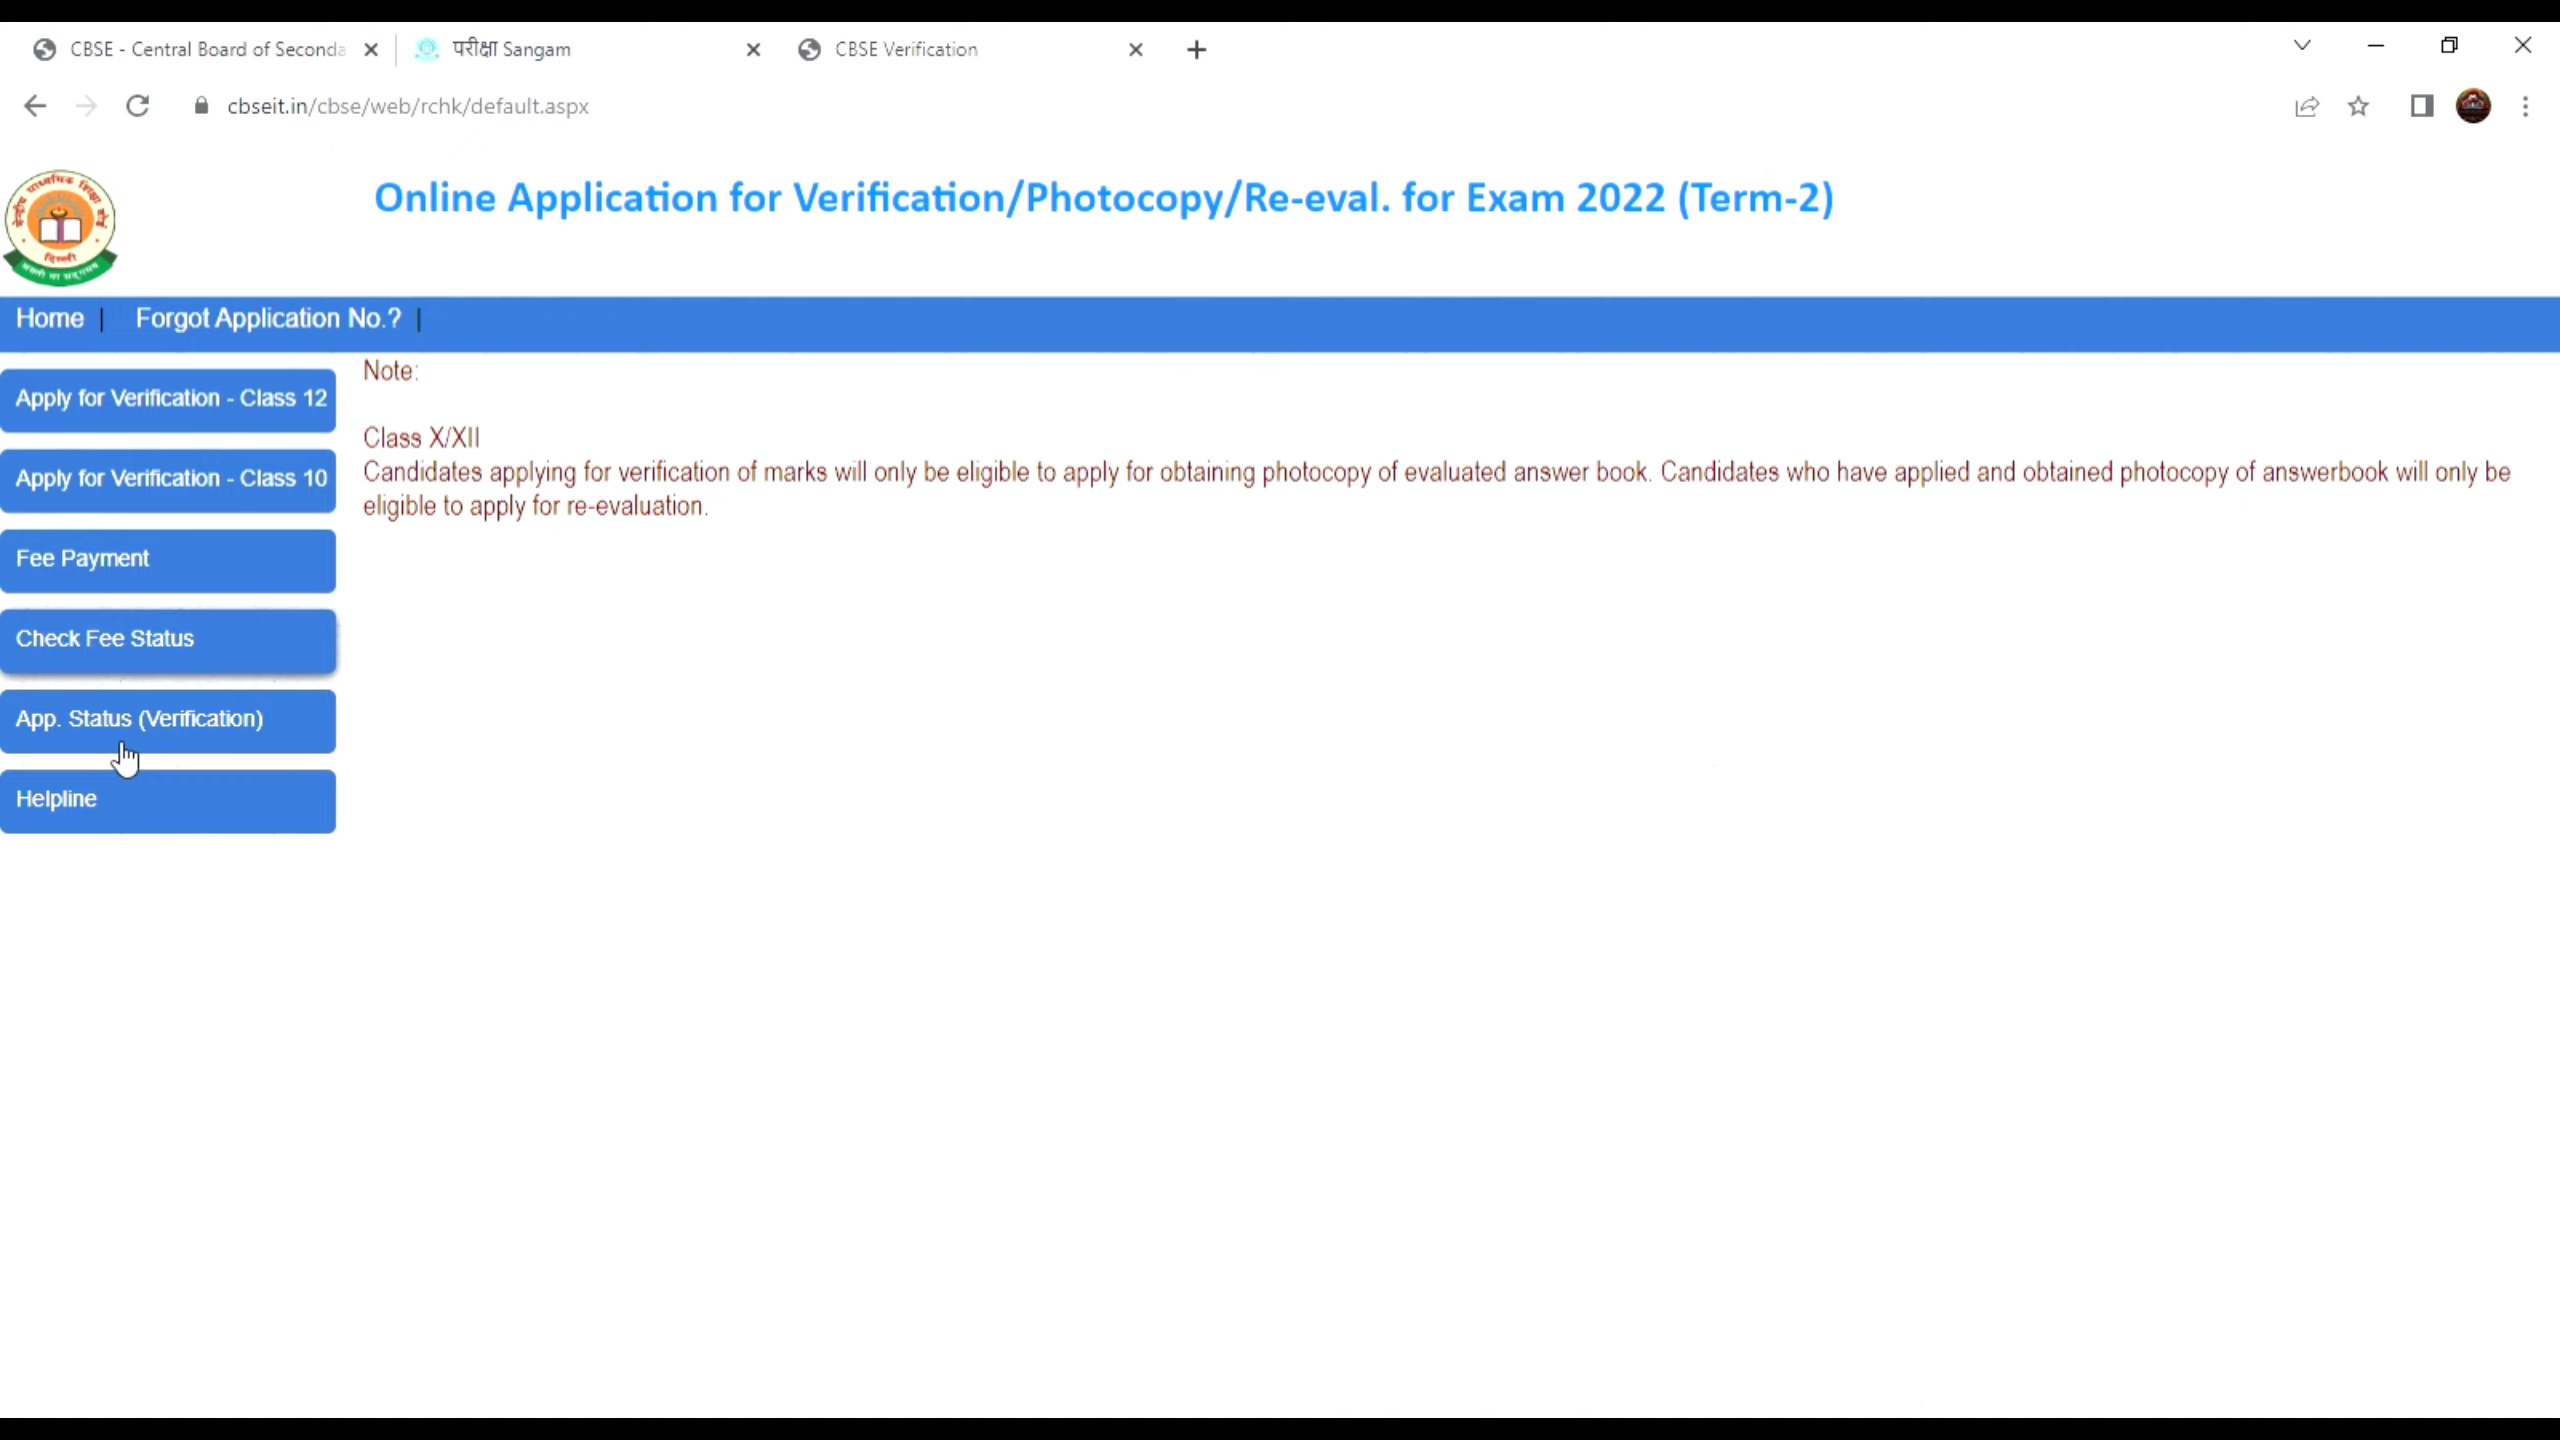 CBSE - Central Board of Seconda
परीक्षा Sangam
CBSE Verification
cbseit.in/cbse/web/rchk/default.aspx
केन्द्रीय माध्यमिक शिक्षा बोर्ड
दिल्ली
Online Application for Verification/Photocopy/Re-eval. for Exam 2022 (Term-2)
Home | Forgot Application No.? |
Apply for Verification - Class 12
Apply for Verification - Class 10
Fee Payment
Check Fee Status
App. Status (Verification)
Helpline
Note:
Class X/XII
Candidates applying for verification of marks will only be eligible to apply for obtaining photocopy of evaluated answer book. Candidates who have applied and obtained photocopy of answerbook will only be
eligible to apply for re-evaluation.